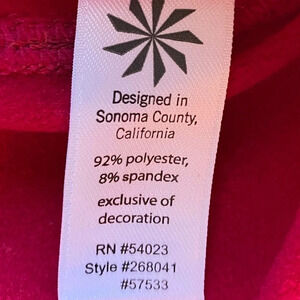 Designed in
Sonoma County,
California
92% polyester,
8% spandex
exclusive of
decoration
RN #54023
Style #268041
#57533